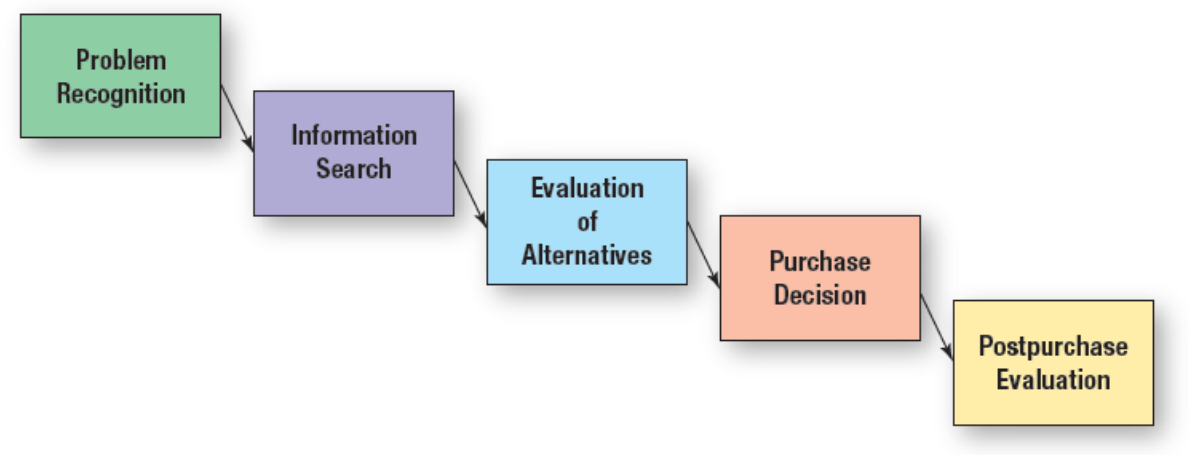 Problem
Recognition
Information
Search
Evaluation
of
Alternatives
Purchase
Decision
Postpurchase
Evaluation